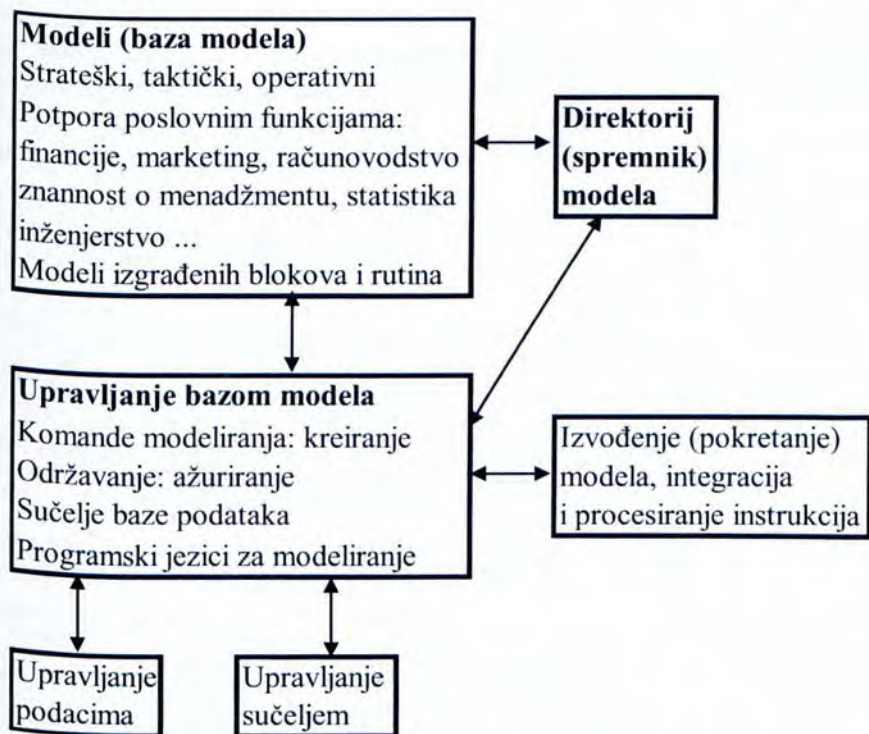 Modeli (baza modela)
Strateški, taktički, operativni
Potpora poslovnim funkcijama:
financije, marketing, računovodstvo
znannost o menadžmentu, statistika
inženjerstvo ...
Modeli izgrađenih blokova i rutina
Direktorij
(spremnik)
modela
Upravljanje bazom modela
Komande modeliranja: kreiranje
Održavanje: ažuriranje
Sučelje baze podataka
Programski jezici za modeliranje
Izvođenje (pokretanje)
modela, integracija
i procesiranje instrukcija
Upravljanje
podacima
Upravljanje
sučeljem